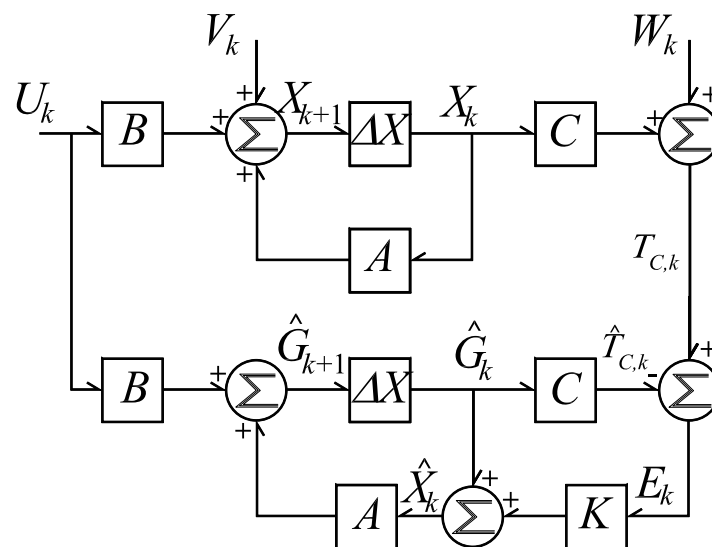 V_k W_k
U_k B + + Σ + X_{k+1} ΔX X_k C + + Σ
A
T_{C,k}
B + Σ + Ĝ_{k+1} ΔX Ĝ_k C T̂_{C,k} - + Σ
A X̂_k + + Σ K E_k